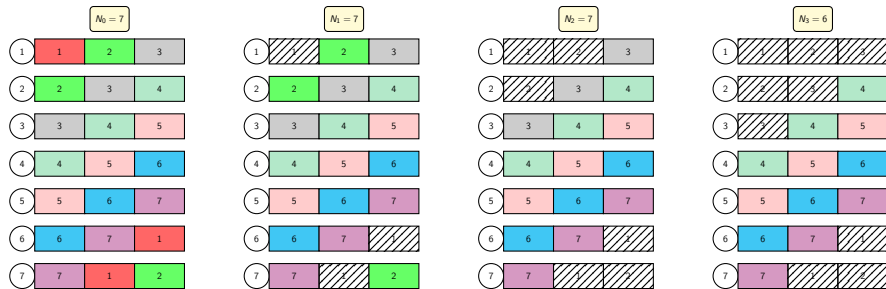 N₀ = 7 N₁ = 7 N₂ = 7 N₃ = 6
1 1 2 3 1 1 2 3 1 1 2 3 1 1 2 3
2 2 3 4 2 2 3 4 2 2 3 4 2 2 3 4
3 3 4 5 3 3 4 5 3 3 4 5 3 3 4 5
4 4 5 6 4 4 5 6 4 4 5 6 4 4 5 6
5 5 6 7 5 5 6 7 5 5 6 7 5 5 6 7
6 6 7 1 6 6 7 1 6 6 7 1 6 6 7 1
7 7 1 2 7 7 1 2 7 7 1 2 7 7 1 2